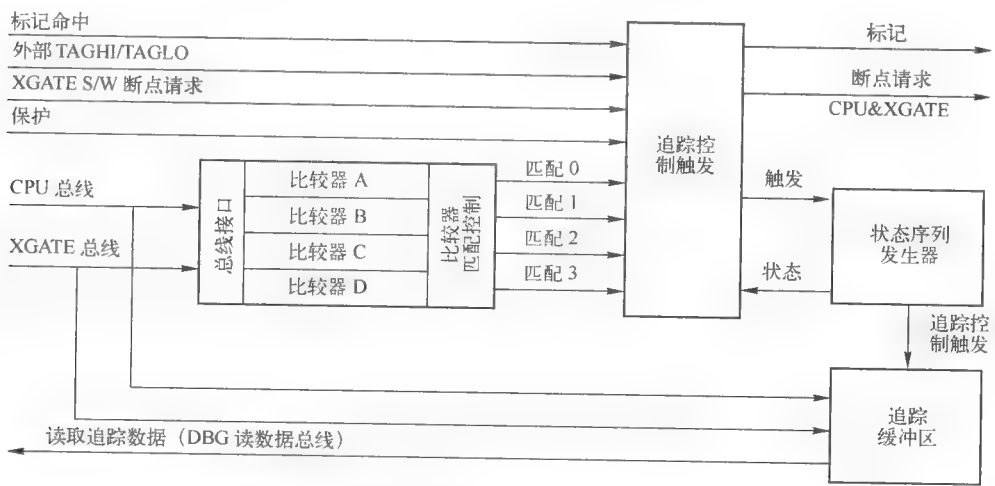 标记命中
外部 TAGHI/TAGLO
XGATE S/W 断点请求
保护
CPU 总线
XGATE 总线
总线接口
比较器 A
比较器 B
比较器 C
比较器 D
比较器
匹配控制
匹配 0
匹配 1
匹配 2
匹配 3
追踪控
制触发
标记
断点请求
CPU&XGATE
触发
状态
状态序列
发生器
追踪控
制触发
追踪
缓冲区
读取追踪数据（DBG 读数据总线）